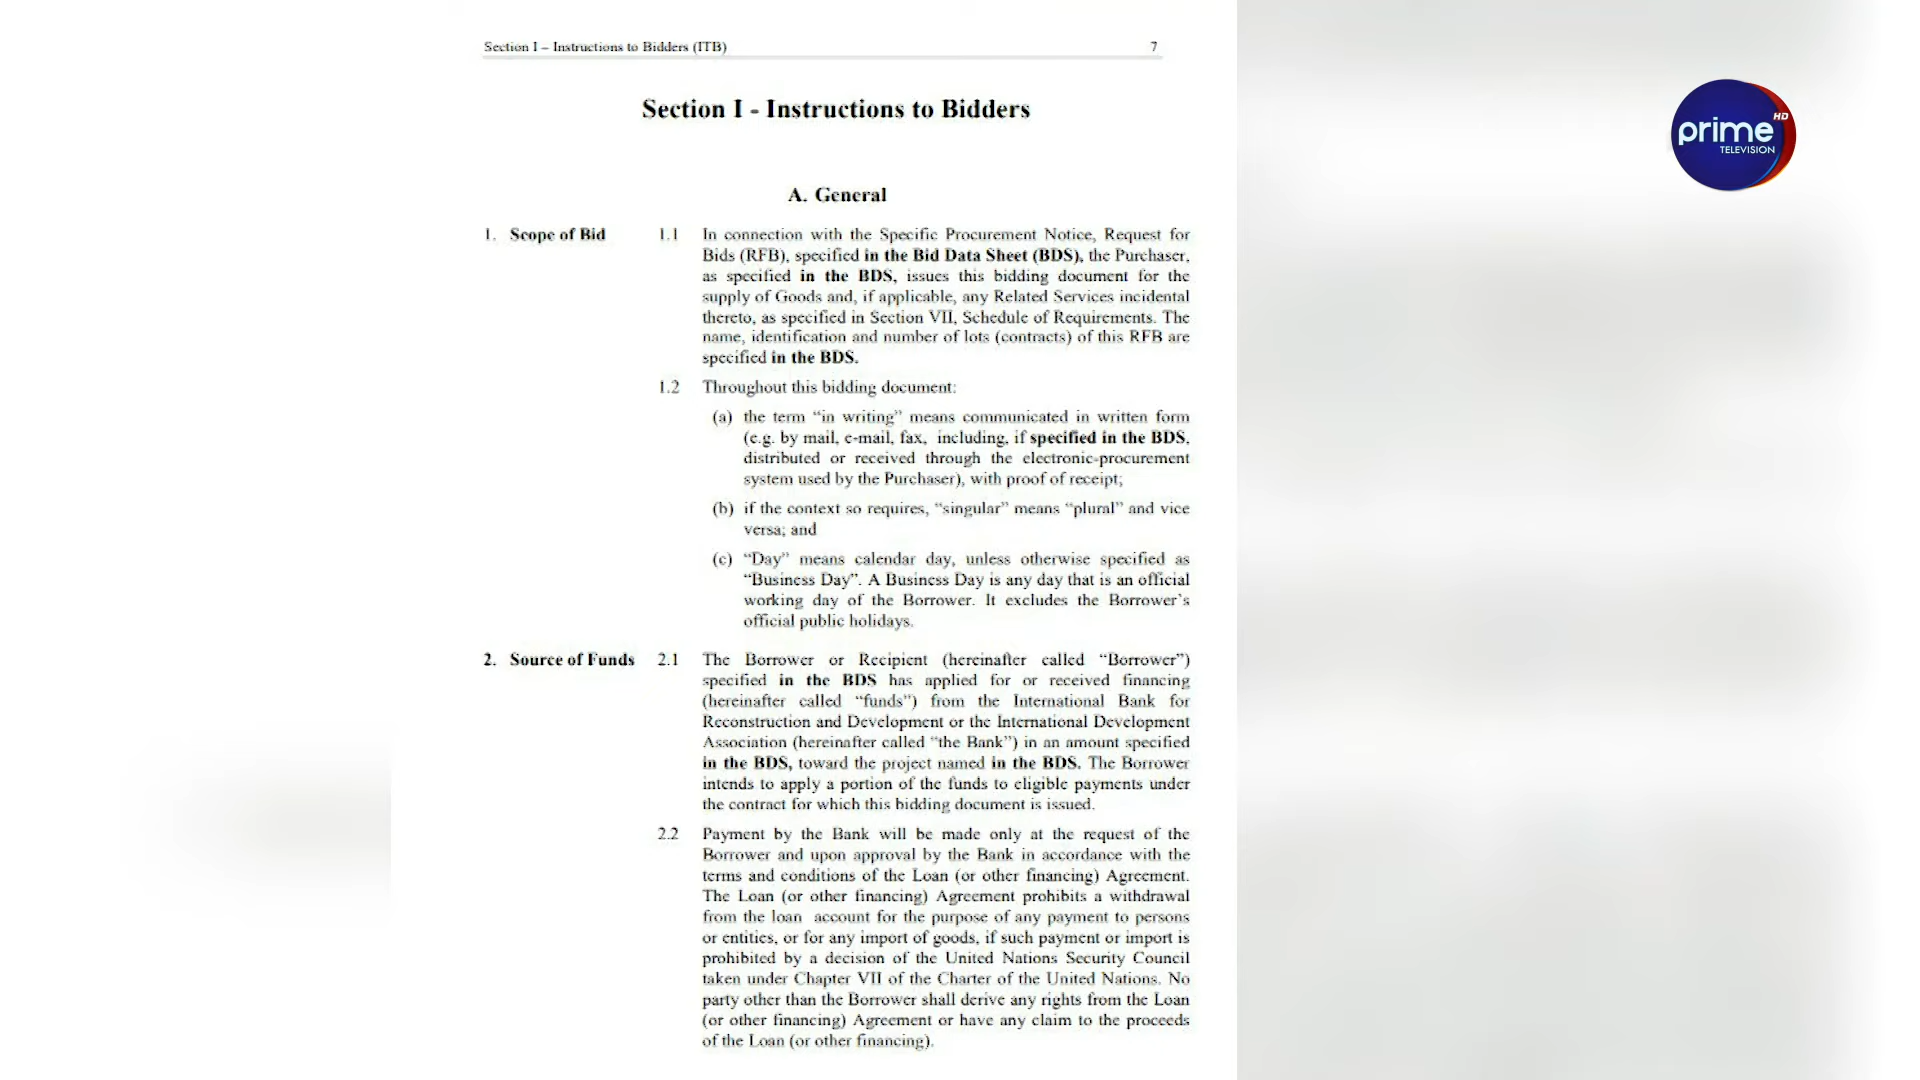 Section I – Instructions to Bidders (ITB) 7
Section I - Instructions to Bidders
A. General
1. Scope of Bid 1.1 In connection with the Specific Procurement Notice, Request for
Bids (RFB), specified in the Bid Data Sheet (BDS), the Purchaser,
as specified in the BDS, issues this bidding document for the
supply of Goods and, if applicable, any Related Services incidental
thereto, as specified in Section VII, Schedule of Requirements. The
name, identification and number of lots (contracts) of this RFB are
specified in the BDS.
1.2 Throughout this bidding document:
(a) the term “in writing” means communicated in written form
(e.g. by mail, e-mail, fax, including, if specified in the BDS,
distributed or received through the electronic-procurement
system used by the Purchaser), with proof of receipt;
(b) if the context so requires, “singular” means “plural” and vice
versa; and
(c) “Day” means calendar day, unless otherwise specified as
“Business Day”. A Business Day is any day that is an official
working day of the Borrower. It excludes the Borrower’s
official public holidays.
2. Source of Funds 2.1 The Borrower or Recipient (hereinafter called “Borrower”)
specified in the BDS has applied for or received financing
(hereinafter called “funds”) from the International Bank for
Reconstruction and Development or the International Development
Association (hereinafter called “the Bank”) in an amount specified
in the BDS, toward the project named in the BDS. The Borrower
intends to apply a portion of the funds to eligible payments under
the contract for which this bidding document is issued.
2.2 Payment by the Bank will be made only at the request of the
Borrower and upon approval by the Bank in accordance with the
terms and conditions of the Loan (or other financing) Agreement.
The Loan (or other financing) Agreement prohibits a withdrawal
from the loan account for the purpose of any payment to persons
or entities, or for any import of goods, if such payment or import is
prohibited by a decision of the United Nations Security Council
taken under Chapter VII of the Charter of the United Nations. No
party other than the Borrower shall derive any rights from the Loan
(or other financing) Agreement or have any claim to the proceeds
of the Loan (or other financing).
prime HD
TELEVISION